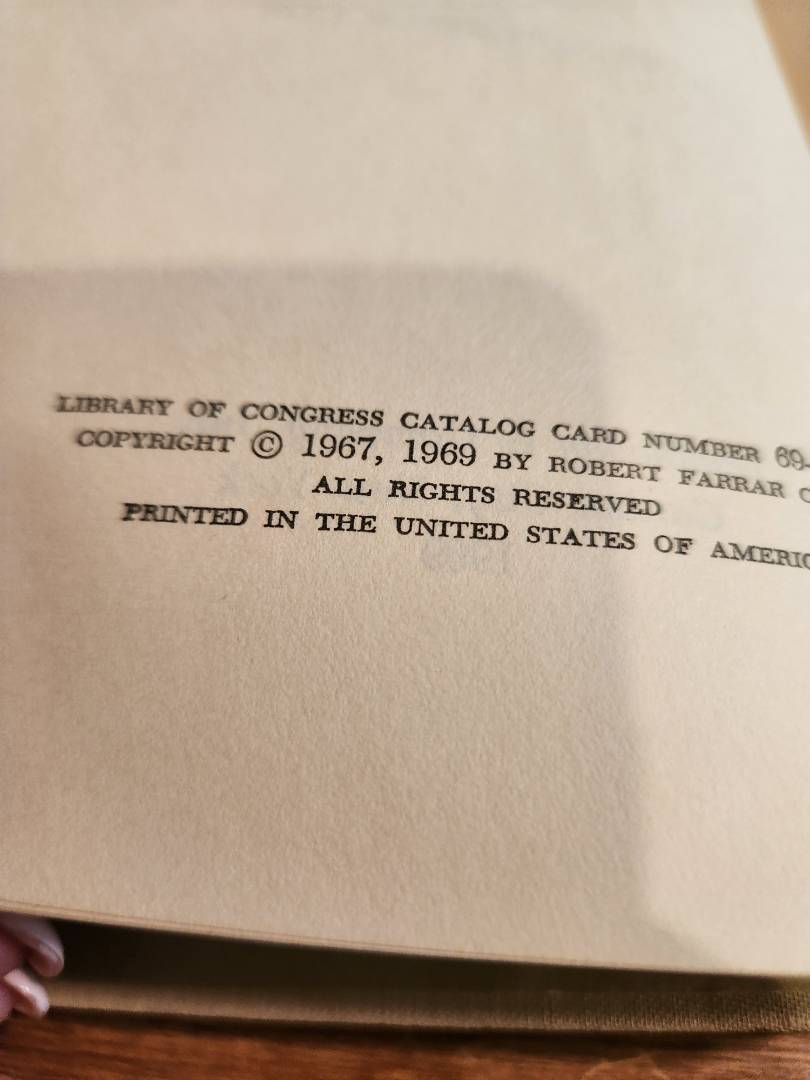 LIBRARY OF CONGRESS CATALOG CARD NUMBER 69-
COPYRIGHT © 1967, 1969 BY ROBERT FARRAR
ALL RIGHTS RESERVED
PRINTED IN THE UNITED STATES OF